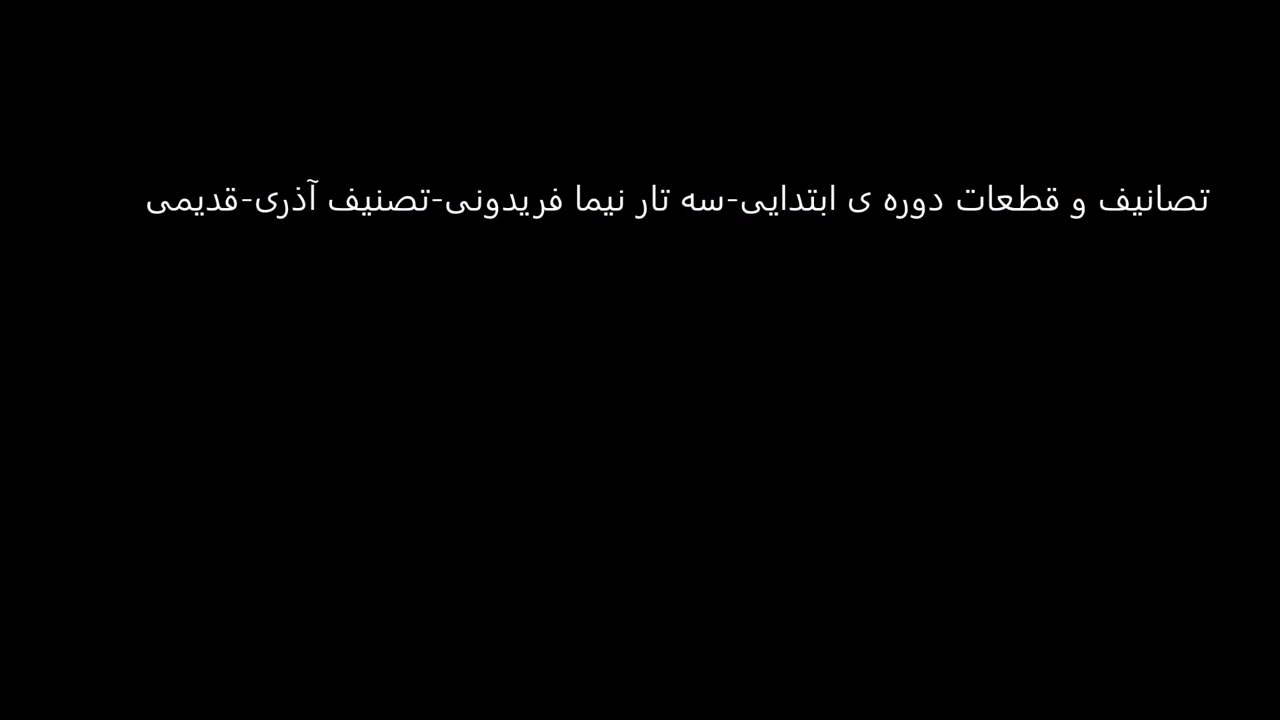 تصانیف و قطعات دوره ی ابتدایی-سه تار نیما فریدونی-تصنیف آذری-قدیمی